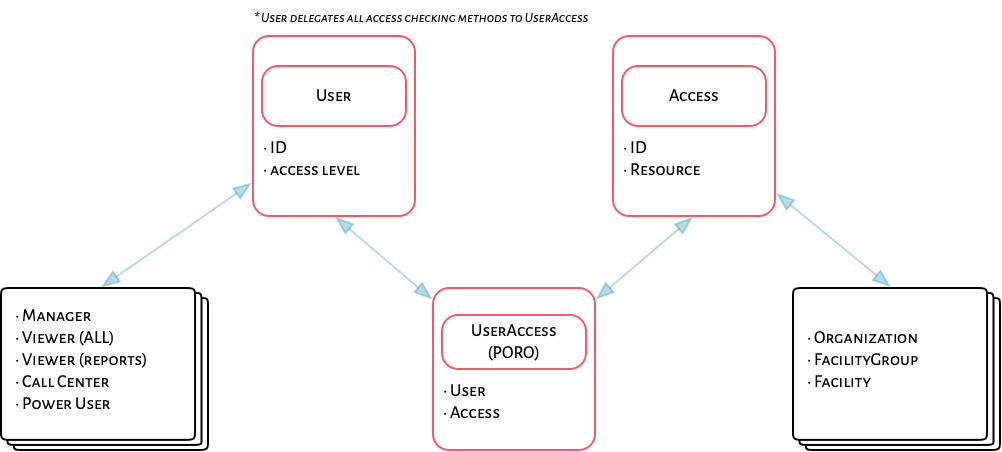 * User delegates all access checking methods to UserAccess
User
· ID
· access level
Access
· ID
· Resource
· Manager
· Viewer (ALL)
· Viewer (reports)
· Call Center
· Power User
UserAccess
(PORO)
· User
· Access
· Organization
· FacilityGroup
· Facility